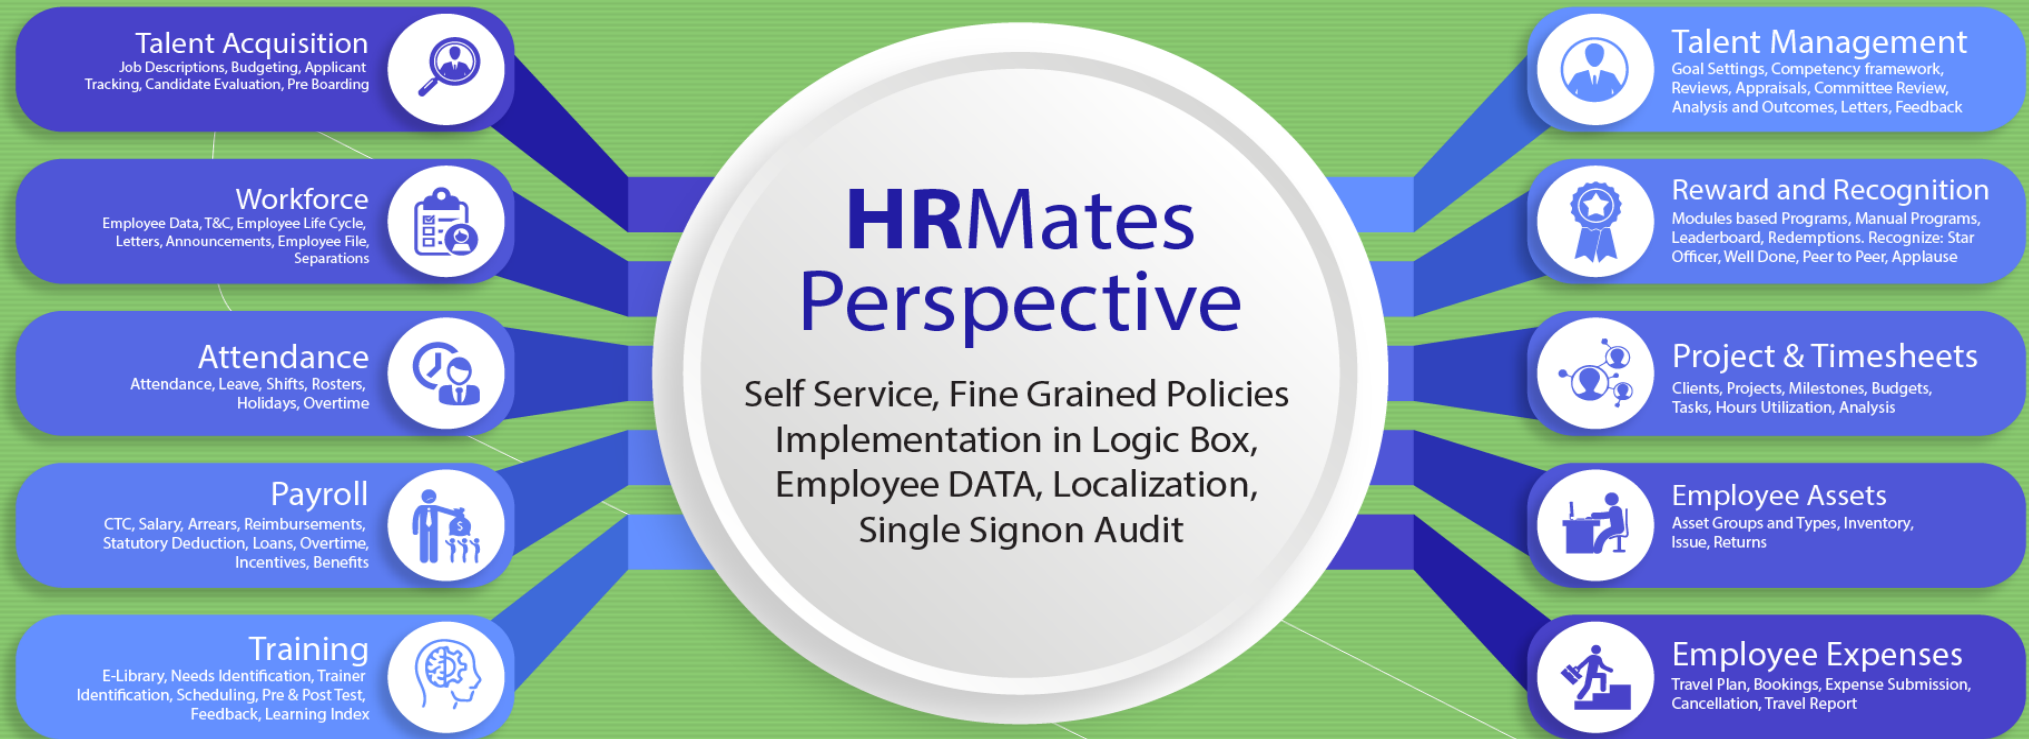 Talent Acquisition
Job Descriptions, Budgeting, Applicant
Tracking, Candidate Evaluation, Pre Boarding
Workforce
Employee Data, T&C, Employee Life Cycle,
Letters, Announcements, Employee File,
Separations
Attendance
Attendance, Leave, Shifts, Rosters,
Holidays, Overtime
Payroll
CTC, Salary, Arrears, Reimbursements,
Statutory Deduction, Loans, Overtime,
Incentives, Benefits
$
Training
E-Library, Needs Identification, Trainer
Identification, Scheduling, Pre & Post Test,
Feedback, Learning Index
HRMates
Perspective
Self Service, Fine Grained Policies
Implementation in Logic Box,
Employee DATA, Localization,
Single Signon Audit
Talent Management
Goal Settings, Competency framework,
Reviews, Appraisals, Committee Review,
Analysis and Outcomes, Letters, Feedback
Reward and Recognition
Modules based Programs, Manual Programs,
Leaderboard, Redemptions. Recognize: Star
Officer, Well Done, Peer to Peer, Applause
Project & Timesheets
Clients, Projects, Milestones, Budgets,
Tasks, Hours Utilization, Analysis
Employee Assets
Asset Groups and Types, Inventory,
Issue, Returns
Employee Expenses
Travel Plan, Bookings, Expense Submission,
Cancellation, Travel Report